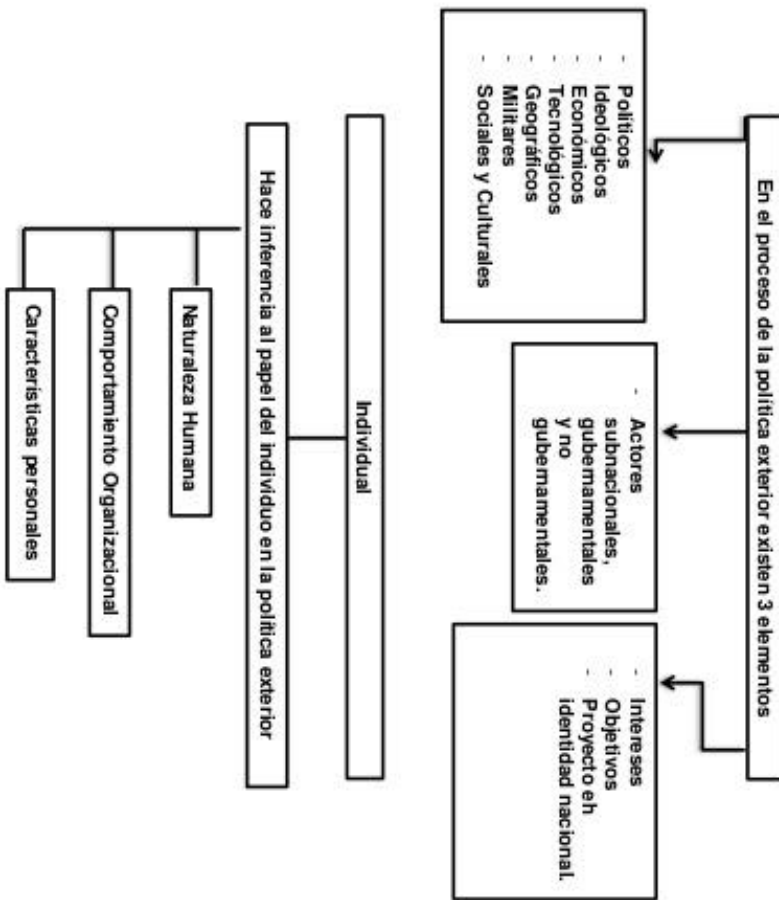 En el proceso de la política exterior existen 3 elementos
- Políticos
- Ideológicos
- Económicos
- Tecnológicos
- Geográficos
- Militares
- Sociales y Culturales
- Actores
subnacionales,
gubernamentales
y no
gubernamentales.
- Intereses
- Objetivos
- Proyecto eh
identidad nacional.
Individual
Hace inferencia al papel del individuo en la política exterior
Naturaleza Humana
Comportamiento Organizacional
Características personales